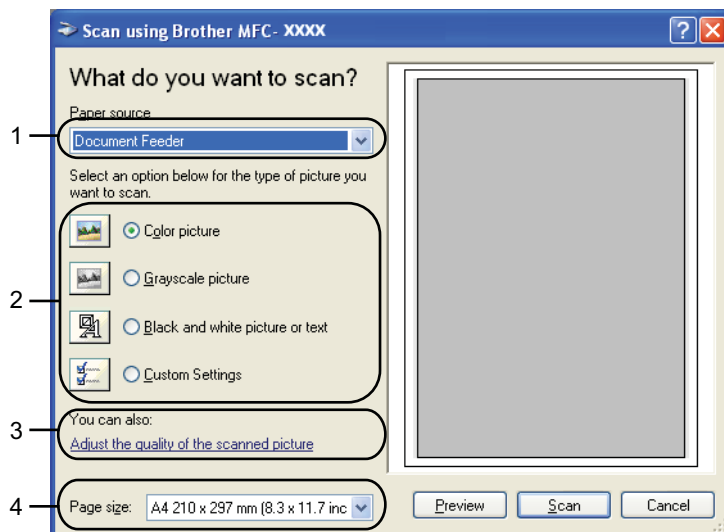 Scan using Brother MFC- XXXX
What do you want to scan?
Paper source
1
Document Feeder
Select an option below for the type of picture you
want to scan.
2
Color picture
Grayscale picture
Black and white picture or text
Custom Settings
3
You can also:
Adjust the quality of the scanned picture
4
Page size:
A4 210 x 297 mm (8.3 x 11.7 inc
Preview
Scan
Cancel